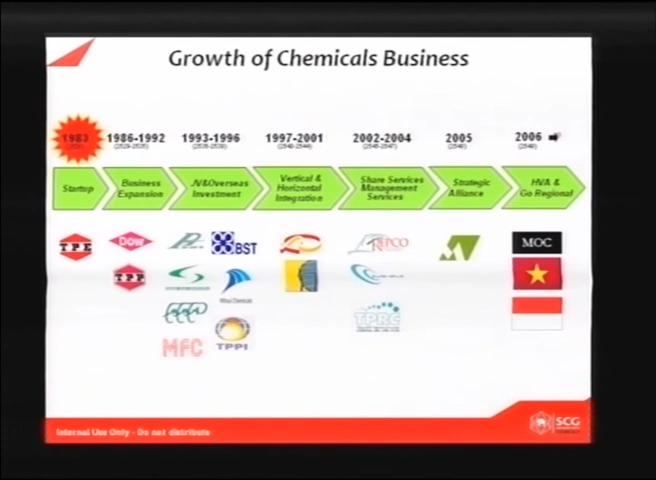 Growth of Chemicals Business
1983
1986-1992
1993-1996
1997-2001
2002-2004
2005
2006
Startup
Business
Expansion
JV&Overseas
Investment
Vertical &
Horizontal
Integration
Share Services
Management
Services
Strategic
Alliance
HVA &
Go Regional
TPE
DOW
BST
REPCO
MOC
TPP
TPRC
MFC
TPPI
Internal Use Only - Do not distribute
SCG